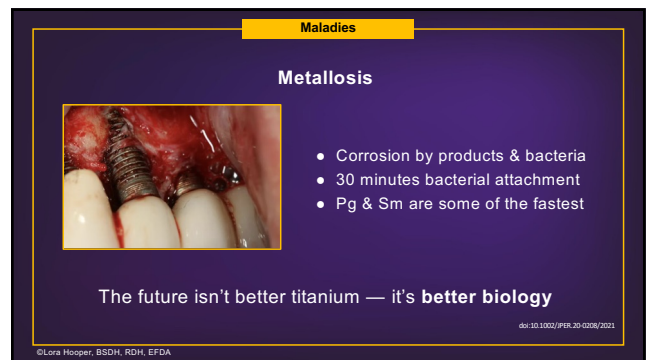 Maladies
Metallosis
● Corrosion by products & bacteria
● 30 minutes bacterial attachment
● Pg & Sm are some of the fastest
The future isn't better titanium — it's better biology
doi:10.1002/JPER.20-0208/2021
©Lora Hooper, BSDH, RDH, EFDA